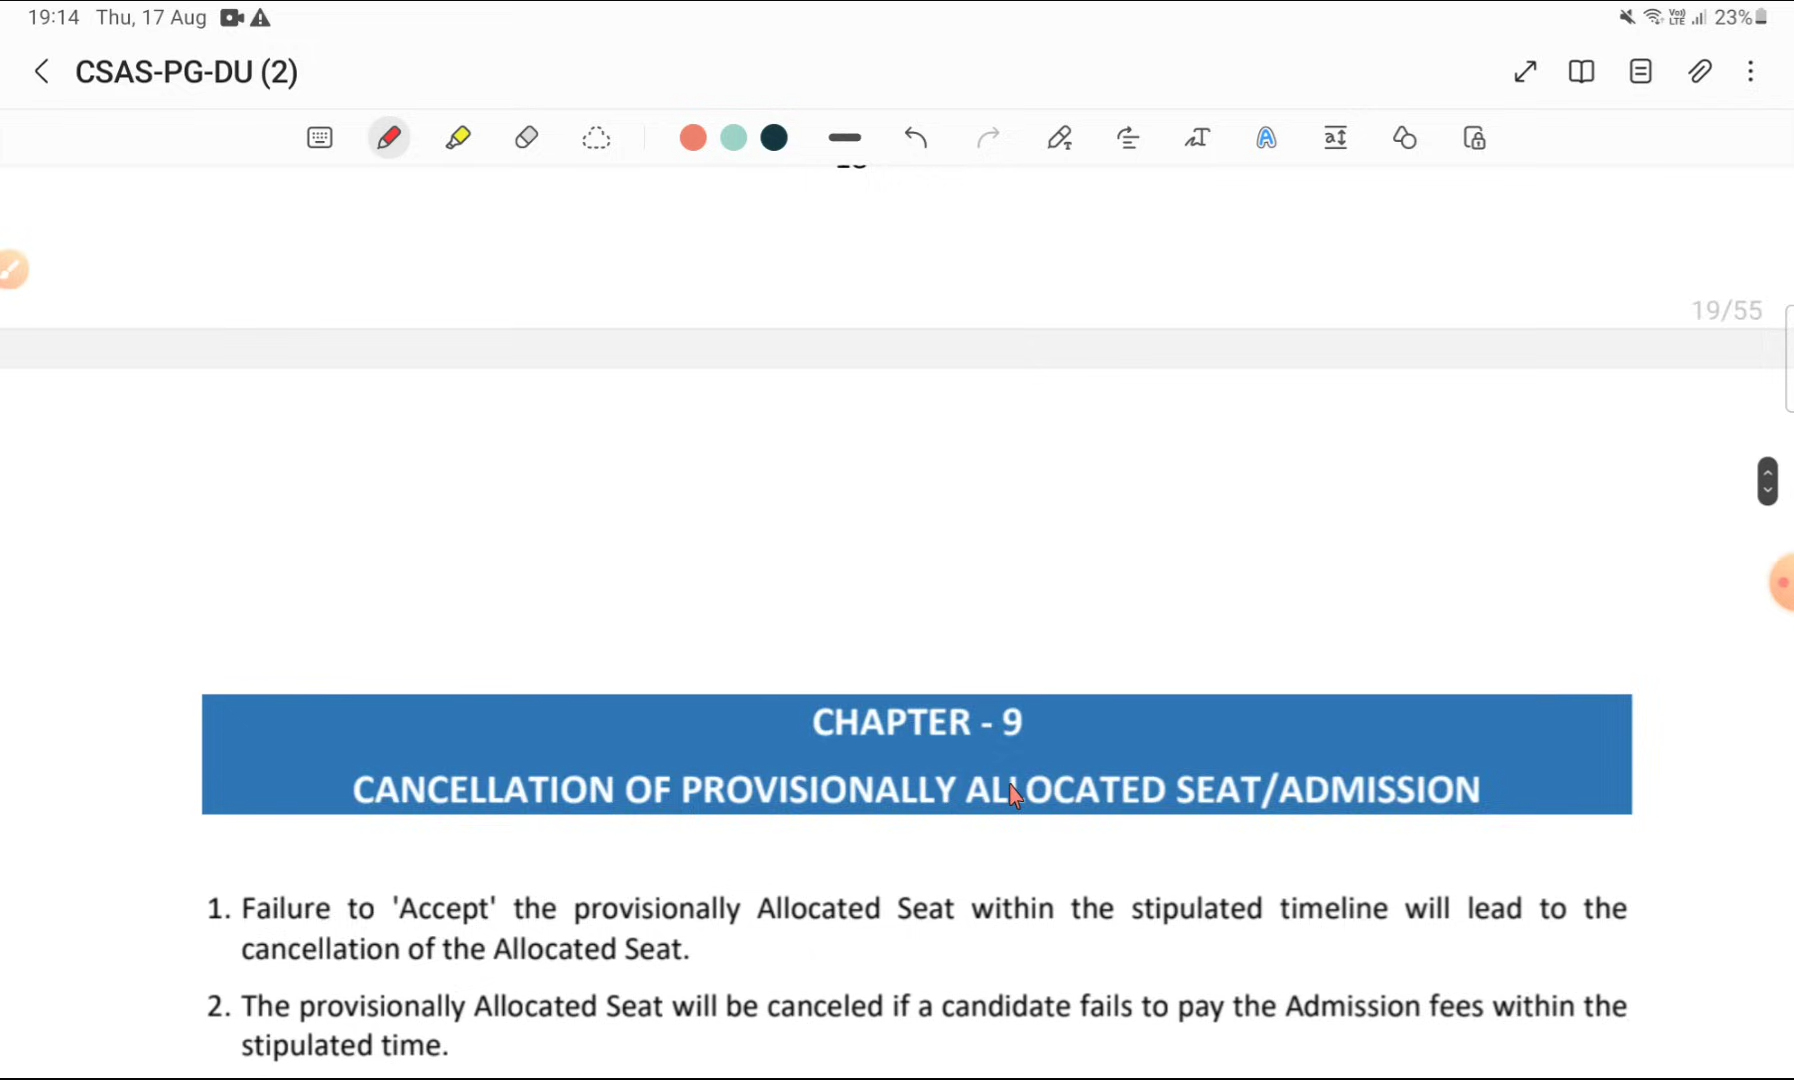 19:14 Thu, 17 Aug
23%
CSAS-PG-DU (2)
19/55
CHAPTER - 9
CANCELLATION OF PROVISIONALLY ALLOCATED SEAT/ADMISSION
1. Failure to 'Accept' the provisionally Allocated Seat within the stipulated timeline will lead to the
cancellation of the Allocated Seat.
2. The provisionally Allocated Seat will be canceled if a candidate fails to pay the Admission fees within the
stipulated time.